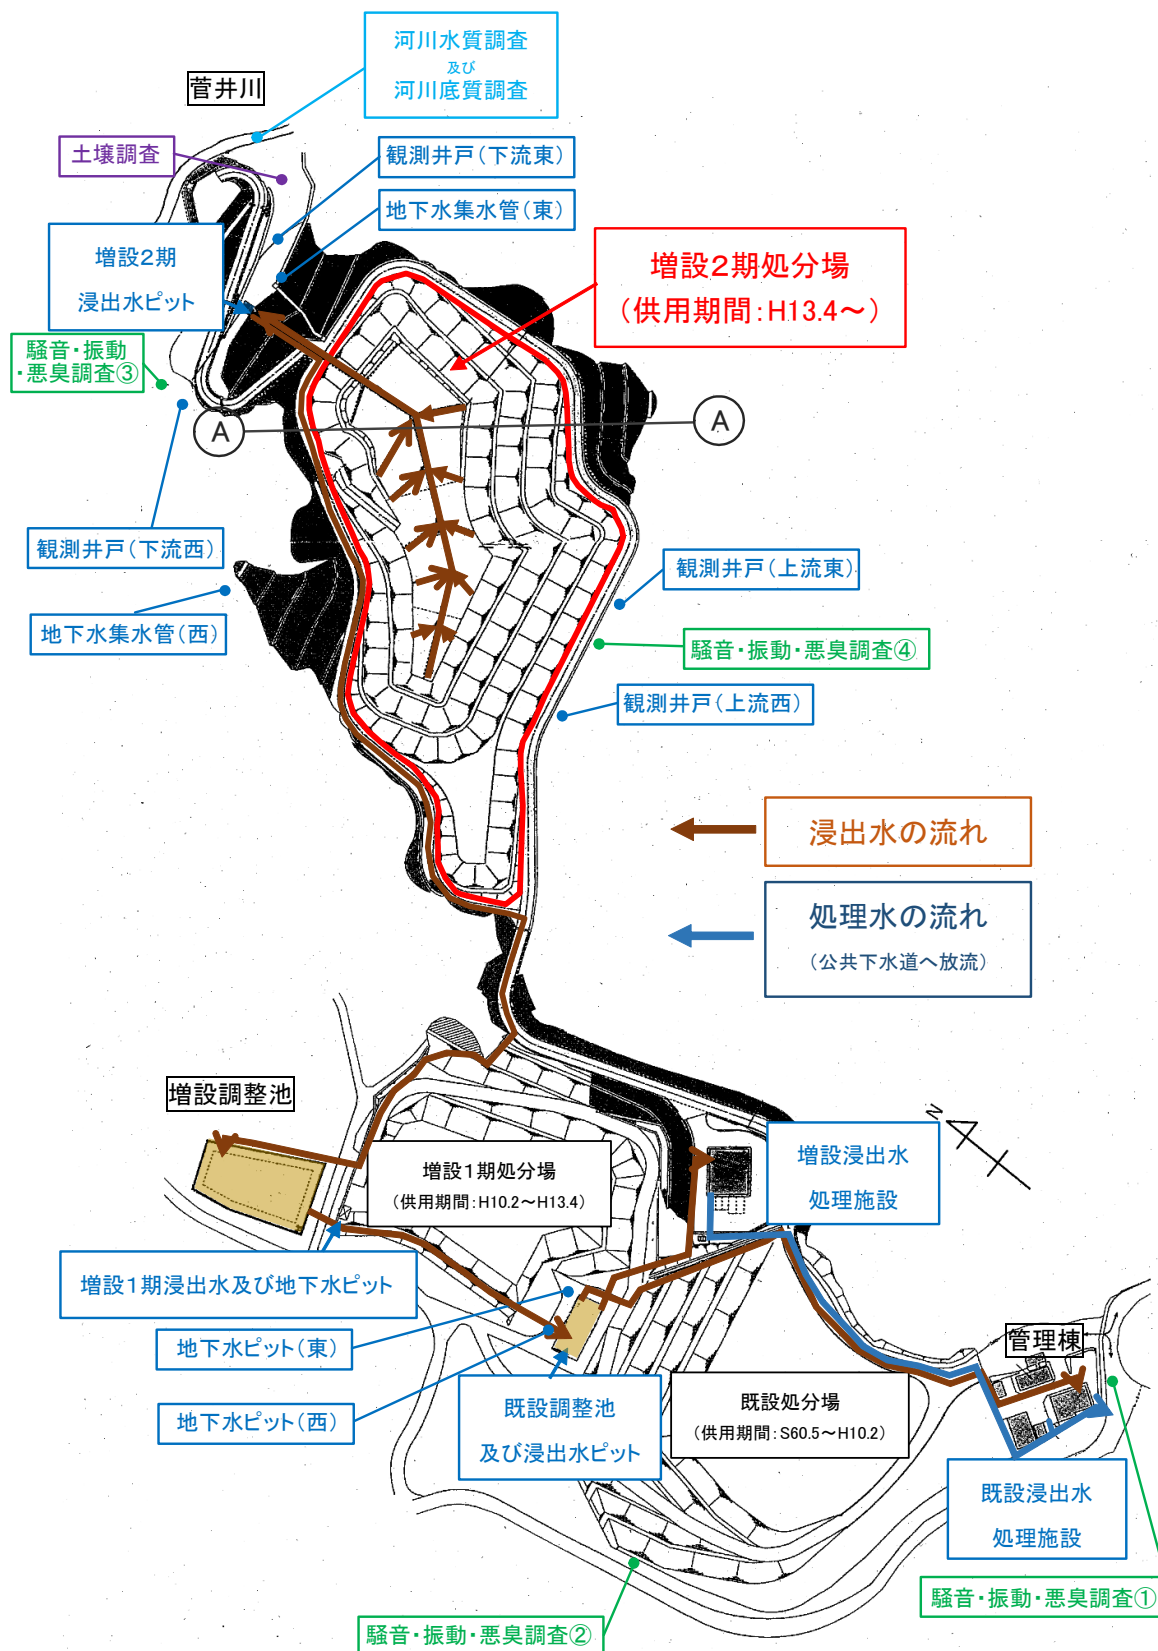 河川水質調査
及び
河川底質調査
菅井川
土壌調査
観測井戸(下流東)
地下水集水管(東)
増設2期
浸出水ピット
増設2期処分場
(供用期間:H13.4~)
騒音・振動
・悪臭調査③
A
A
観測井戸(下流西)
観測井戸(上流東)
地下水集水管(西)
騒音・振動・悪臭調査④
観測井戸(上流西)
浸出水の流れ
処理水の流れ
(公共下水道へ放流)
増設調整池
N
増設1期処分場
(供用期間:H10.2~H13.4)
増設浸出水
処理施設
増設1期浸出水及び地下水ピット
地下水ピット(東)
管理棟
地下水ピット(西)
既設調整池
及び浸出水ピット
既設処分場
(供用期間:S60.5~H10.2)
既設浸出水
処理施設
騒音・振動・悪臭調査①
騒音・振動・悪臭調査②